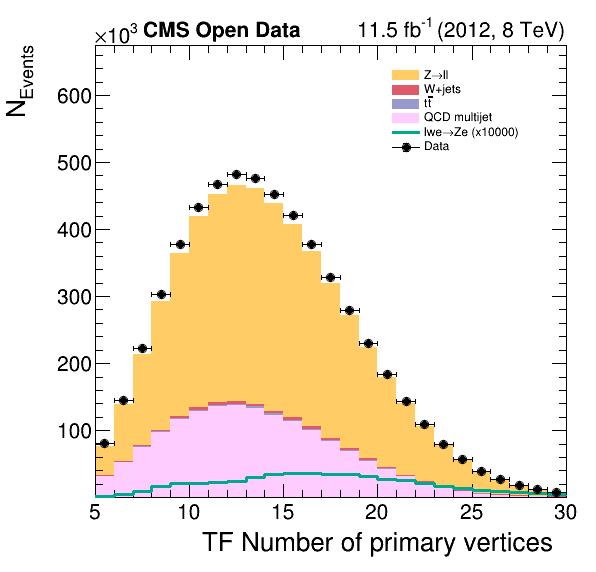 ×10³ CMS Open Data 11.5 fb⁻¹ (2012, 8 TeV)
N_Events
600
500
400
300
200
100
Z→ll
W+jets
tt̄
QCD multijet
lwe→Ze (x10000)
Data
5 10 15 20 25 30
TF Number of primary vertices